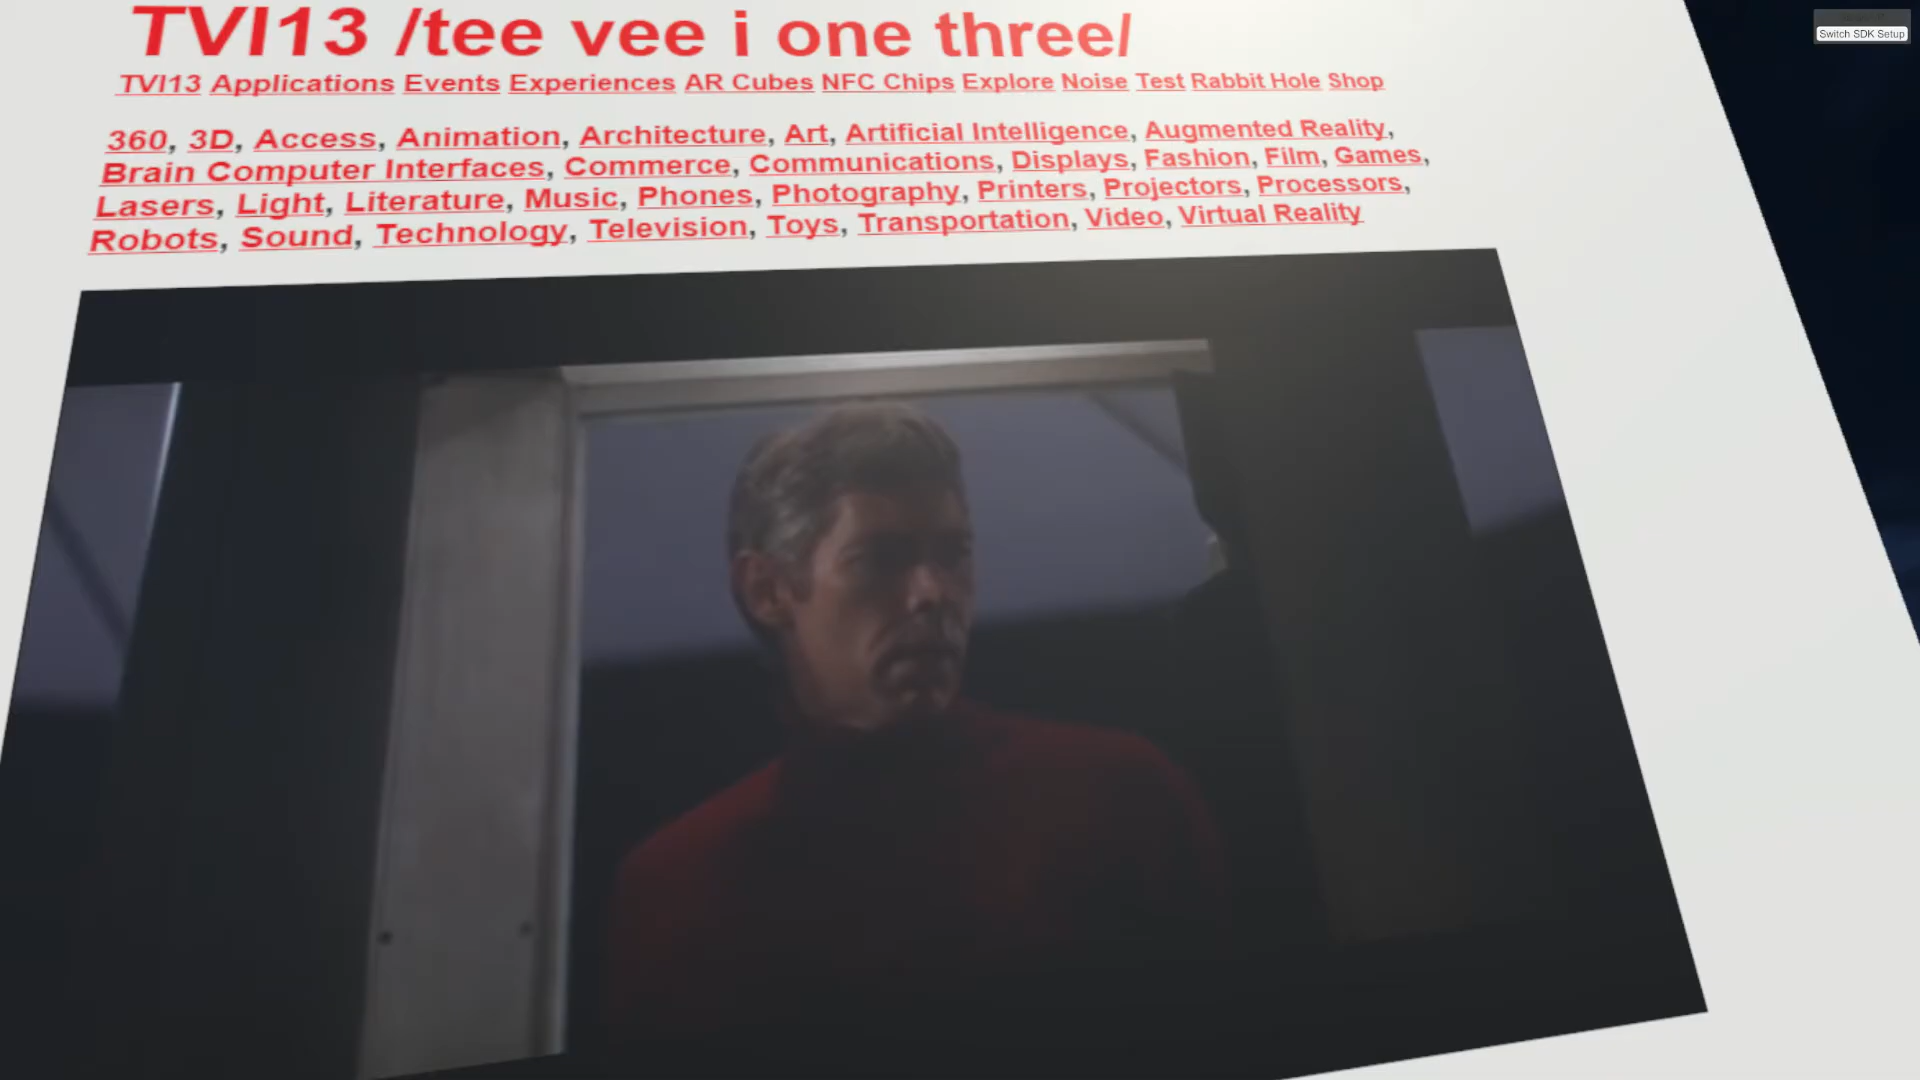 TVI13 /tee vee i one three/
TVI13 Applications Events Experiences AR Cubes NFC Chips Explore Noise Test Rabbit Hole Shop
360, 3D, Access, Animation, Architecture, Art, Artificial Intelligence, Augmented Reality,
Brain Computer Interfaces, Commerce, Communications, Displays, Fashion, Film, Games,
Lasers, Light, Literature, Music, Phones, Photography, Printers, Projectors, Processors,
Robots, Sound, Technology, Television, Toys, Transportation, Video, Virtual Reality
Switch SDK Setup